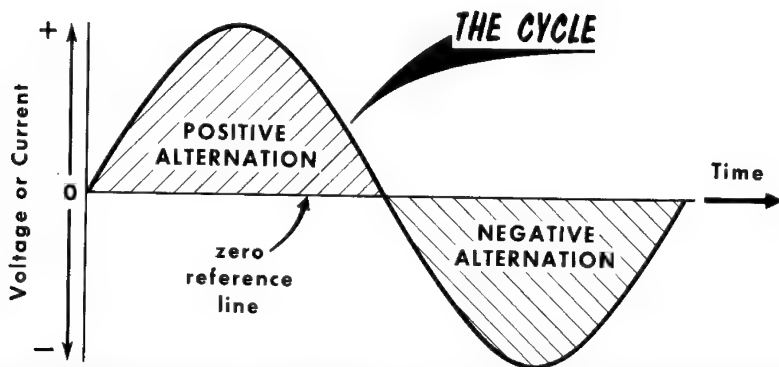 THE CYCLE
+
POSITIVE
ALTERNATION
Voltage or Current
0
Time
zero
reference
line
NEGATIVE
ALTERNATION
−